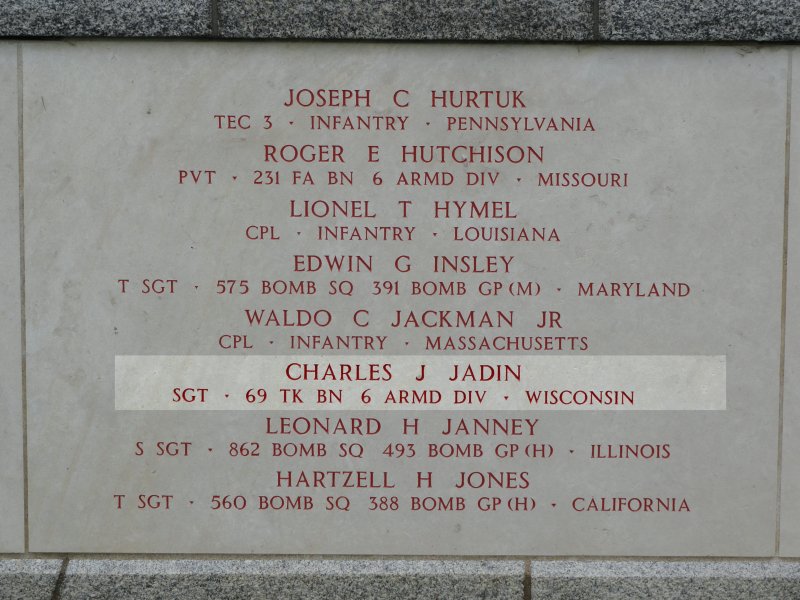 JOSEPH C HURTUK
TEC 3 · INFANTRY · PENNSYLVANIA
ROGER E HUTCHISON
PVT · 231 FA BN 6 ARMD DIV · MISSOURI
LIONEL T HYMEL
CPL · INFANTRY · LOUISIANA
EDWIN G INSLEY
T SGT · 575 BOMB SQ 391 BOMB GP (M) · MARYLAND
WALDO C JACKMAN JR
CPL · INFANTRY · MASSACHUSETTS
CHARLES J JADIN
SGT · 69 TK BN 6 ARMD DIV · WISCONSIN
LEONARD H JANNEY
S SGT · 862 BOMB SQ 493 BOMB GP (H) · ILLINOIS
HARTZELL H JONES
T SGT · 560 BOMB SQ 388 BOMB GP (H) · CALIFORNIA